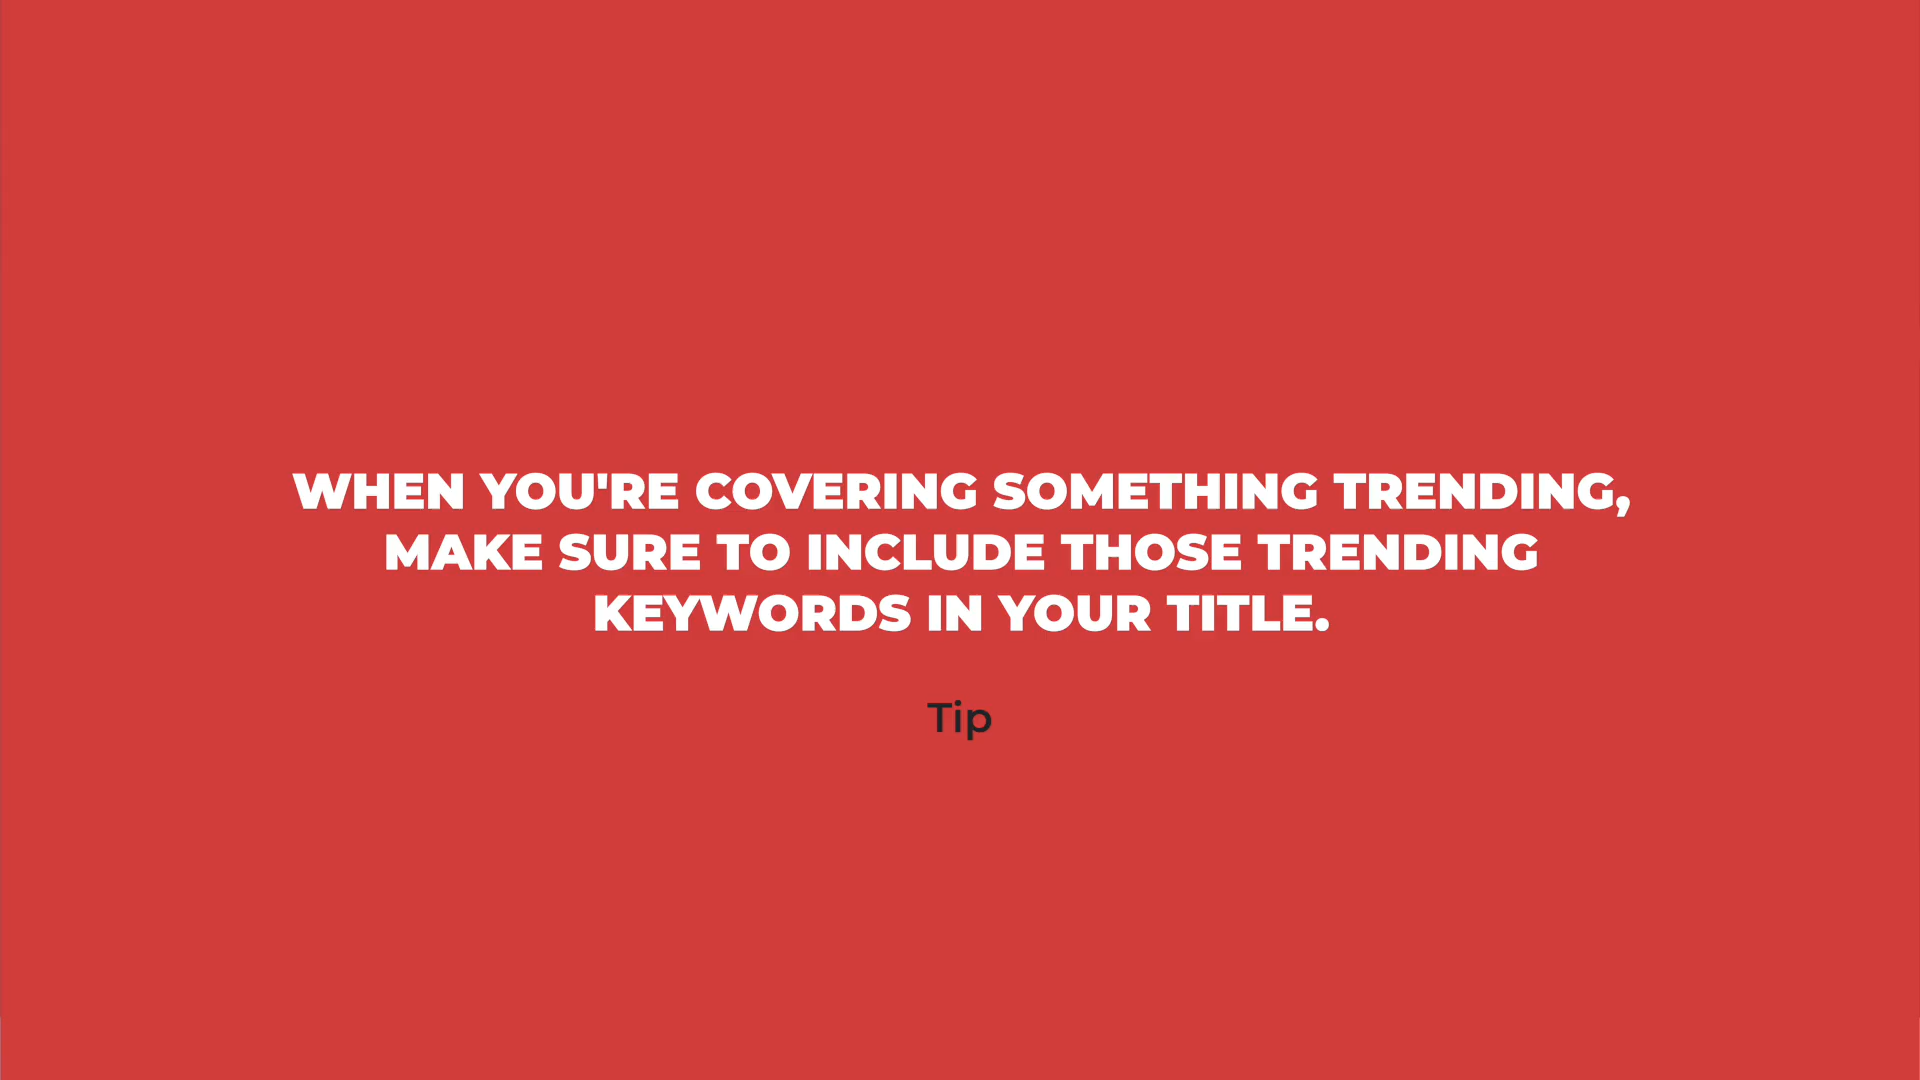 WHEN YOU'RE COVERING SOMETHING TRENDING,
MAKE SURE TO INCLUDE THOSE TRENDING
KEYWORDS IN YOUR TITLE.
Tip